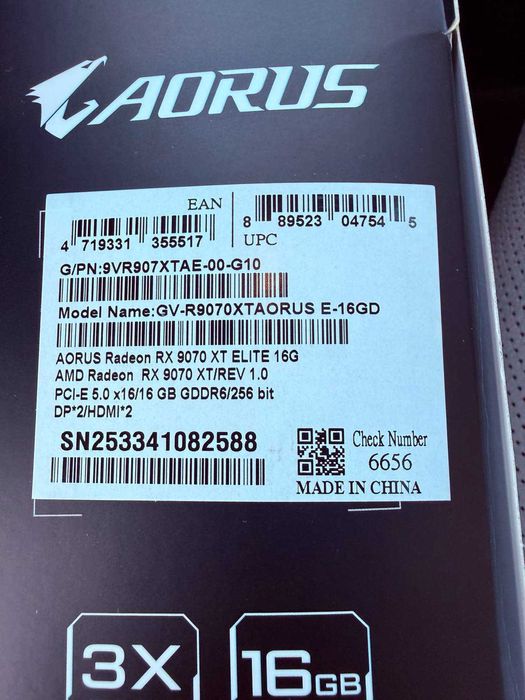 AORUS
EAN
4 719331 355517
8 89523 04754 5
UPC
G/PN:9VR907XTAE-00-G10
Model Name:GV-R9070XTAORUS E-16GD
AORUS Radeon RX 9070 XT ELITE 16G
AMD Radeon RX 9070 XT/REV 1.0
PCI-E 5.0 x16/16 GB GDDR6/256 bit
DP*2/HDMI*2
SN253341082588
Check Number
6656
MADE IN CHINA
3X
16GB